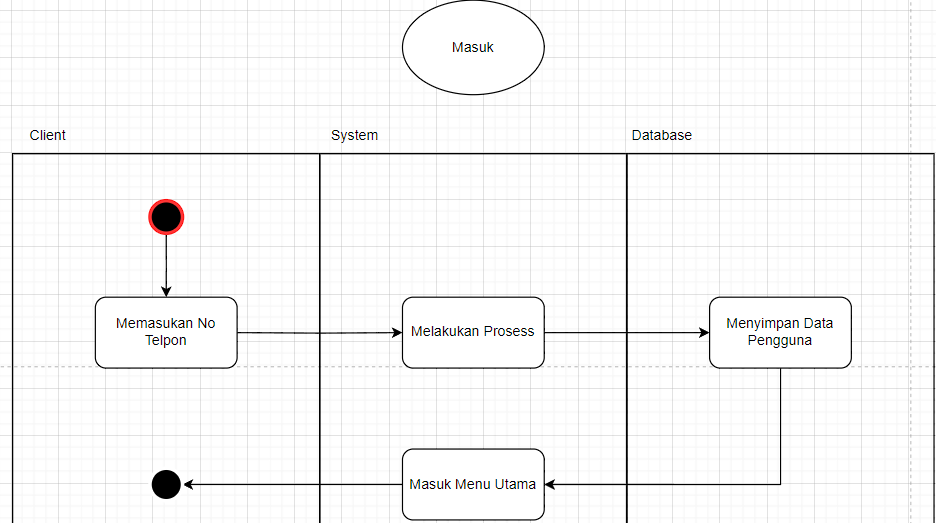 Masuk
Client
System
Database
Memasukan No
Telpon
Melakukan Prosess
Menyimpan Data
Pengguna
Masuk Menu Utama